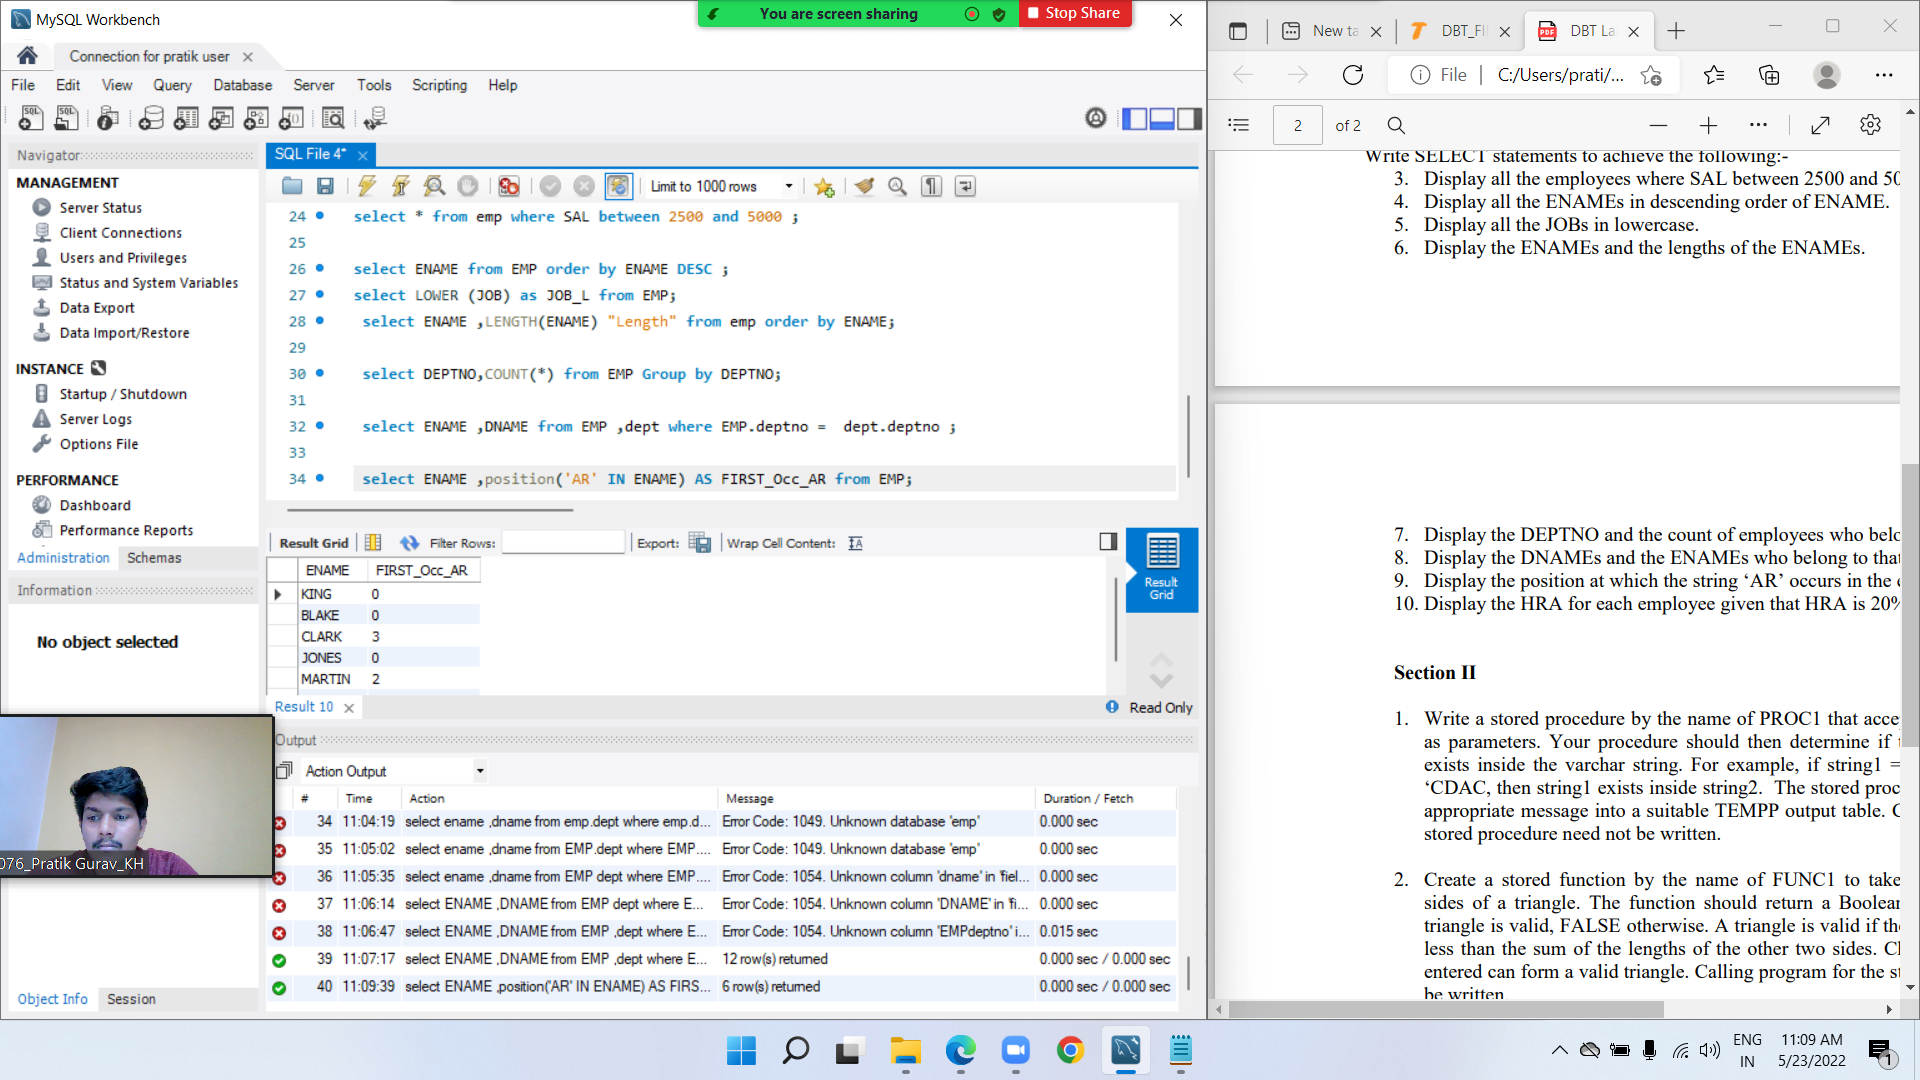 MySQL Workbench
You are screen sharing
Stop Share
Connection for pratik user
File Edit View Query Database Server Tools Scripting Help
Navigator
MANAGEMENT
Server Status
Client Connections
Users and Privileges
Status and System Variables
Data Export
Data Import/Restore
INSTANCE
Startup / Shutdown
Server Logs
Options File
PERFORMANCE
Dashboard
Performance Reports
Administration Schemas
Information
No object selected
076_Pratik Gurav_KH
Object Info Session
SQL File 4*
Limit to 1000 rows
24 select * from emp where SAL between 2500 and 5000 ;
25
26 select ENAME from EMP order by ENAME DESC ;
27 select LOWER (JOB) as JOB_L from EMP;
28 select ENAME ,LENGTH(ENAME) "Length" from emp order by ENAME;
29
30 select DEPTNO,COUNT(*) from EMP Group by DEPTNO;
31
32 select ENAME ,DNAME from EMP ,dept where EMP.deptno = dept.deptno ;
33
34 select ENAME ,position('AR' IN ENAME) AS FIRST_Occ_AR from EMP;
Result Grid Filter Rows: Export: Wrap Cell Content:
ENAME FIRST_Occ_AR
KING 0
BLAKE 0
CLARK 3
JONES 0
MARTIN 2
Result Grid
Result 10
Read Only
Output
Action Output
# Time Action Message Duration / Fetch
34 11:04:19 select ename ,dname from emp.dept where emp.d... Error Code: 1049. Unknown database 'emp' 0.000 sec
35 11:05:02 select ename ,dname from EMP.dept where EMP.... Error Code: 1049. Unknown database 'emp' 0.000 sec
36 11:05:35 select ename ,dname from EMP dept where EMP.... Error Code: 1054. Unknown column 'dname' in 'fiel... 0.000 sec
37 11:06:14 select ENAME ,DNAME from EMP dept where E... Error Code: 1054. Unknown column 'DNAME' in 'fi... 0.000 sec
38 11:06:47 select ENAME ,DNAME from EMP ,dept where E... Error Code: 1054. Unknown column 'EMPdeptno' i... 0.015 sec
39 11:07:17 select ENAME ,DNAME from EMP ,dept where E... 12 row(s) returned 0.000 sec / 0.000 sec
40 11:09:39 select ENAME ,position('AR' IN ENAME) AS FIRS... 6 row(s) returned 0.000 sec / 0.000 sec
New ta
DBT_FI
DBT La
File C:/Users/prati/...
2 of 2
Write SELECT statements to achieve the following:-
3. Display all the employees where SAL between 2500 and 50
4. Display all the ENAMEs in descending order of ENAME.
5. Display all the JOBs in lowercase.
6. Display the ENAMEs and the lengths of the ENAMEs.
7. Display the DEPTNO and the count of employees who belo
8. Display the DNAMEs and the ENAMEs who belong to that
9. Display the position at which the string ‘AR’ occurs in the
10. Display the HRA for each employee given that HRA is 20%
Section II
1. Write a stored procedure by the name of PROC1 that acce
as parameters. Your procedure should then determine if
exists inside the varchar string. For example, if string1 =
‘CDAC, then string1 exists inside string2. The stored proc
appropriate message into a suitable TEMPP output table. C
stored procedure need not be written.
2. Create a stored function by the name of FUNC1 to take
sides of a triangle. The function should return a Boolean
triangle is valid, FALSE otherwise. A triangle is valid if the
less than the sum of the lengths of the other two sides. Cl
entered can form a valid triangle. Calling program for the st
be written
ENG
IN
11:09 AM
5/23/2022
1